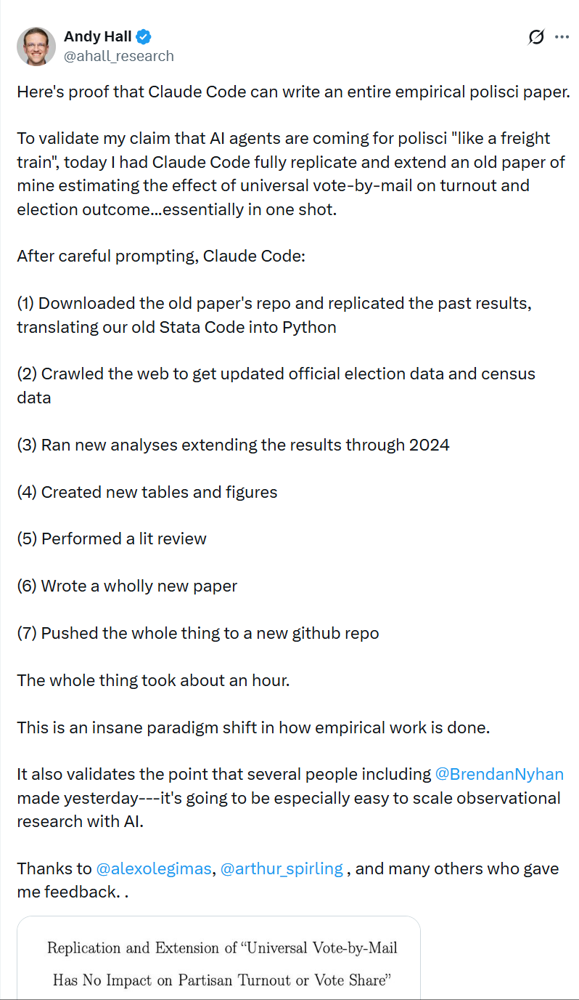 Andy Hall
@ahall_research
Here's proof that Claude Code can write an entire empirical polisci paper.
To validate my claim that AI agents are coming for polisci "like a freight
train", today I had Claude Code fully replicate and extend an old paper of
mine estimating the effect of universal vote-by-mail on turnout and
election outcome...essentially in one shot.
After careful prompting, Claude Code:
(1) Downloaded the old paper's repo and replicated the past results,
translating our old Stata Code into Python
(2) Crawled the web to get updated official election data and census
data
(3) Ran new analyses extending the results through 2024
(4) Created new tables and figures
(5) Performed a lit review
(6) Wrote a wholly new paper
(7) Pushed the whole thing to a new github repo
The whole thing took about an hour.
This is an insane paradigm shift in how empirical work is done.
It also validates the point that several people including @BrendanNyhan
made yesterday---it's going to be especially easy to scale observational
research with AI.
Thanks to @alexolegimas, @arthur_spirling , and many others who gave
me feedback. .
Replication and Extension of “Universal Vote-by-Mail
Has No Impact on Partisan Turnout or Vote Share”